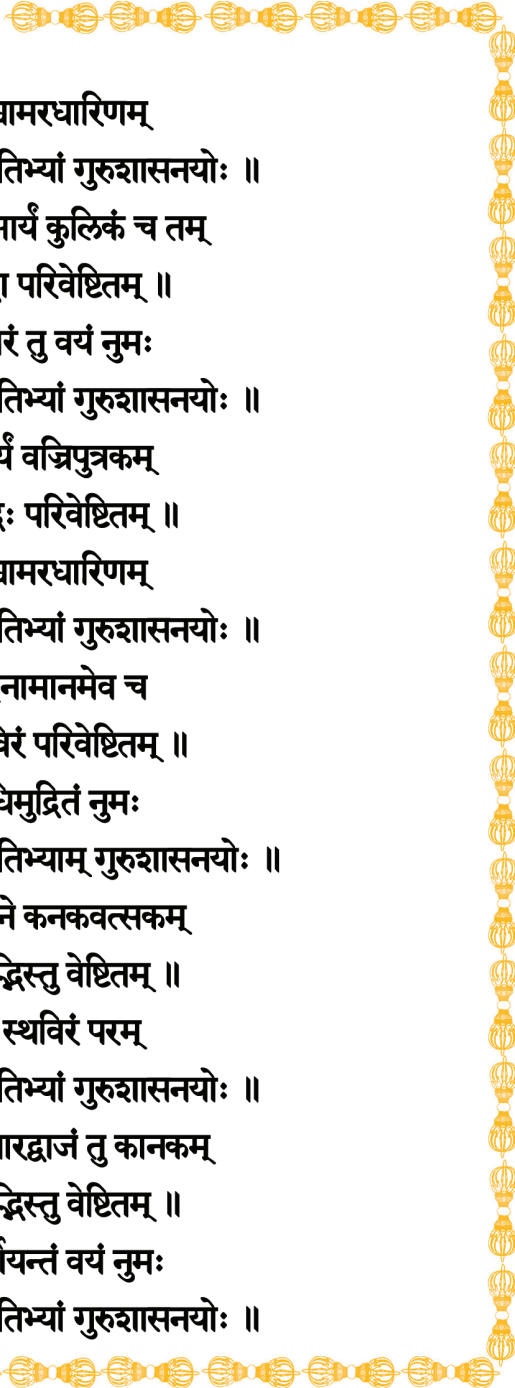 चामरधारिणम्
तिभ्यां गुरुशासनयोः ॥
मार्यं कुलिकं च तम्
परिवेष्टितम् ॥
रं तु वयं नुमः
तिभ्यां गुरुशासनयोः ॥
र्यं वज्रिपुत्रकम्
परिवेष्टितम् ॥
चामरधारिणम्
तिभ्यां गुरुशासनयोः ॥
नामानमेव च
परिवेष्टितम् ॥
धिमुद्रितं नुमः
तिभ्याम् गुरुशासनयोः ॥
ने कनकवत्सकम्
द्भिस्तु वेष्टितम् ॥
स्थविरं परम्
तिभ्यां गुरुशासनयोः ॥
भारद्वाजं तु कानकम्
द्भिस्तु वेष्टितम् ॥
वयं नुमः
तिभ्यां गुरुशासनयोः ॥